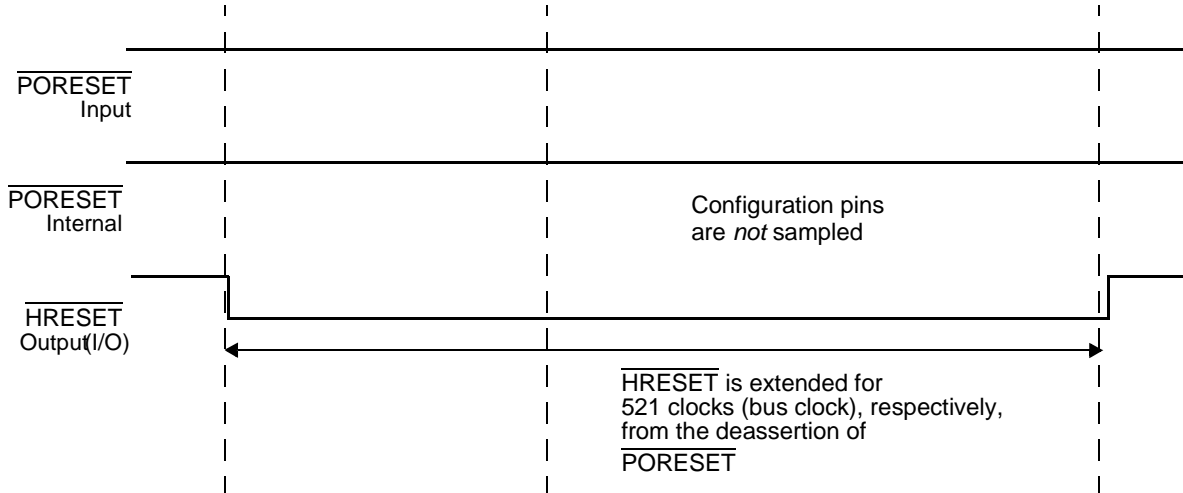 PORESET
Input
PORESET
Internal
Configuration pins
are not sampled
HRESET
Output(I/O)
HRESET is extended for
521 clocks (bus clock), respectively,
from the deassertion of
PORESET